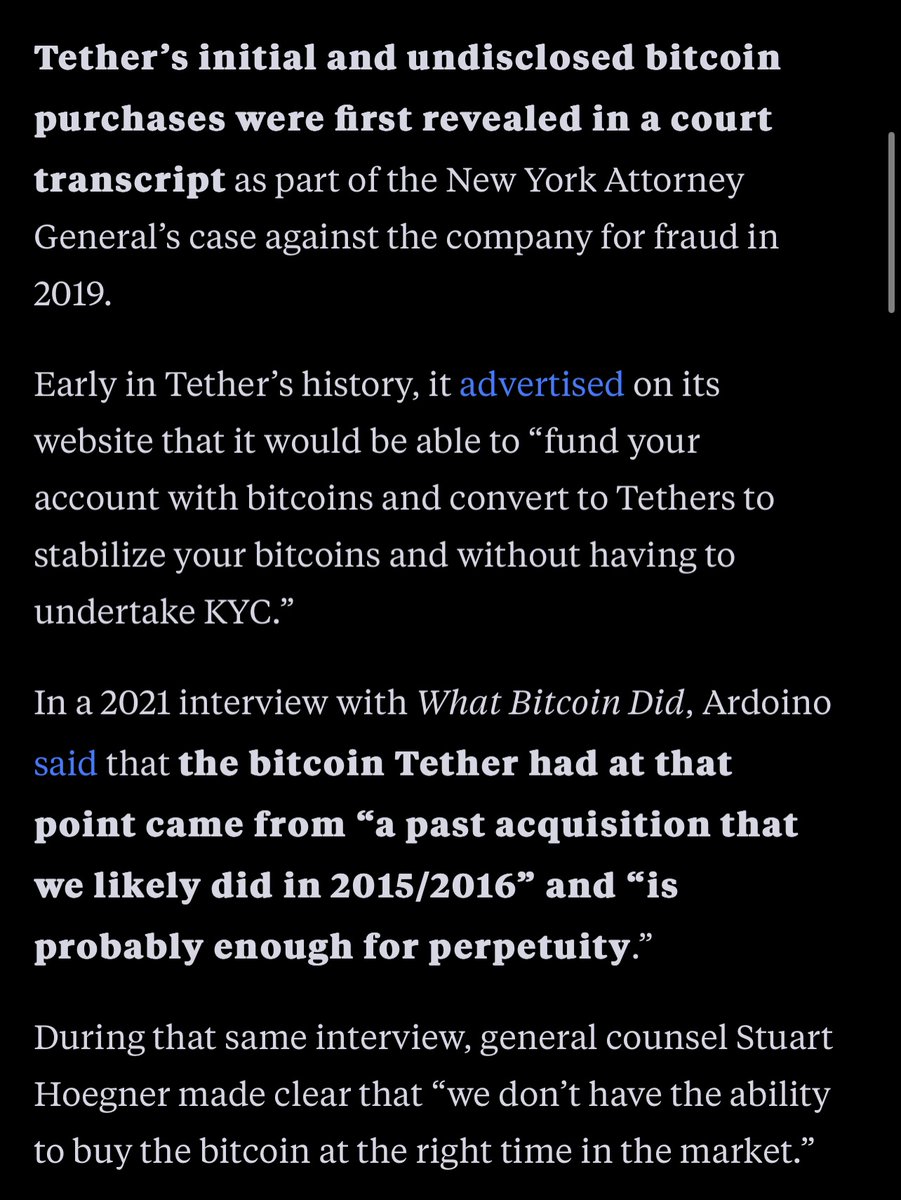 Tether’s initial and undisclosed bitcoin
purchases were first revealed in a court
transcript as part of the New York Attorney
General’s case against the company for fraud in
2019.
Early in Tether’s history, it advertised on its
website that it would be able to “fund your
account with bitcoins and convert to Tethers to
stabilize your bitcoins and without having to
undertake KYC.”
In a 2021 interview with What Bitcoin Did, Ardoino
said that the bitcoin Tether had at that
point came from “a past acquisition that
we likely did in 2015/2016” and “is
probably enough for perpetuity.”
During that same interview, general counsel Stuart
Hoegner made clear that “we don’t have the ability
to buy the bitcoin at the right time in the market.”